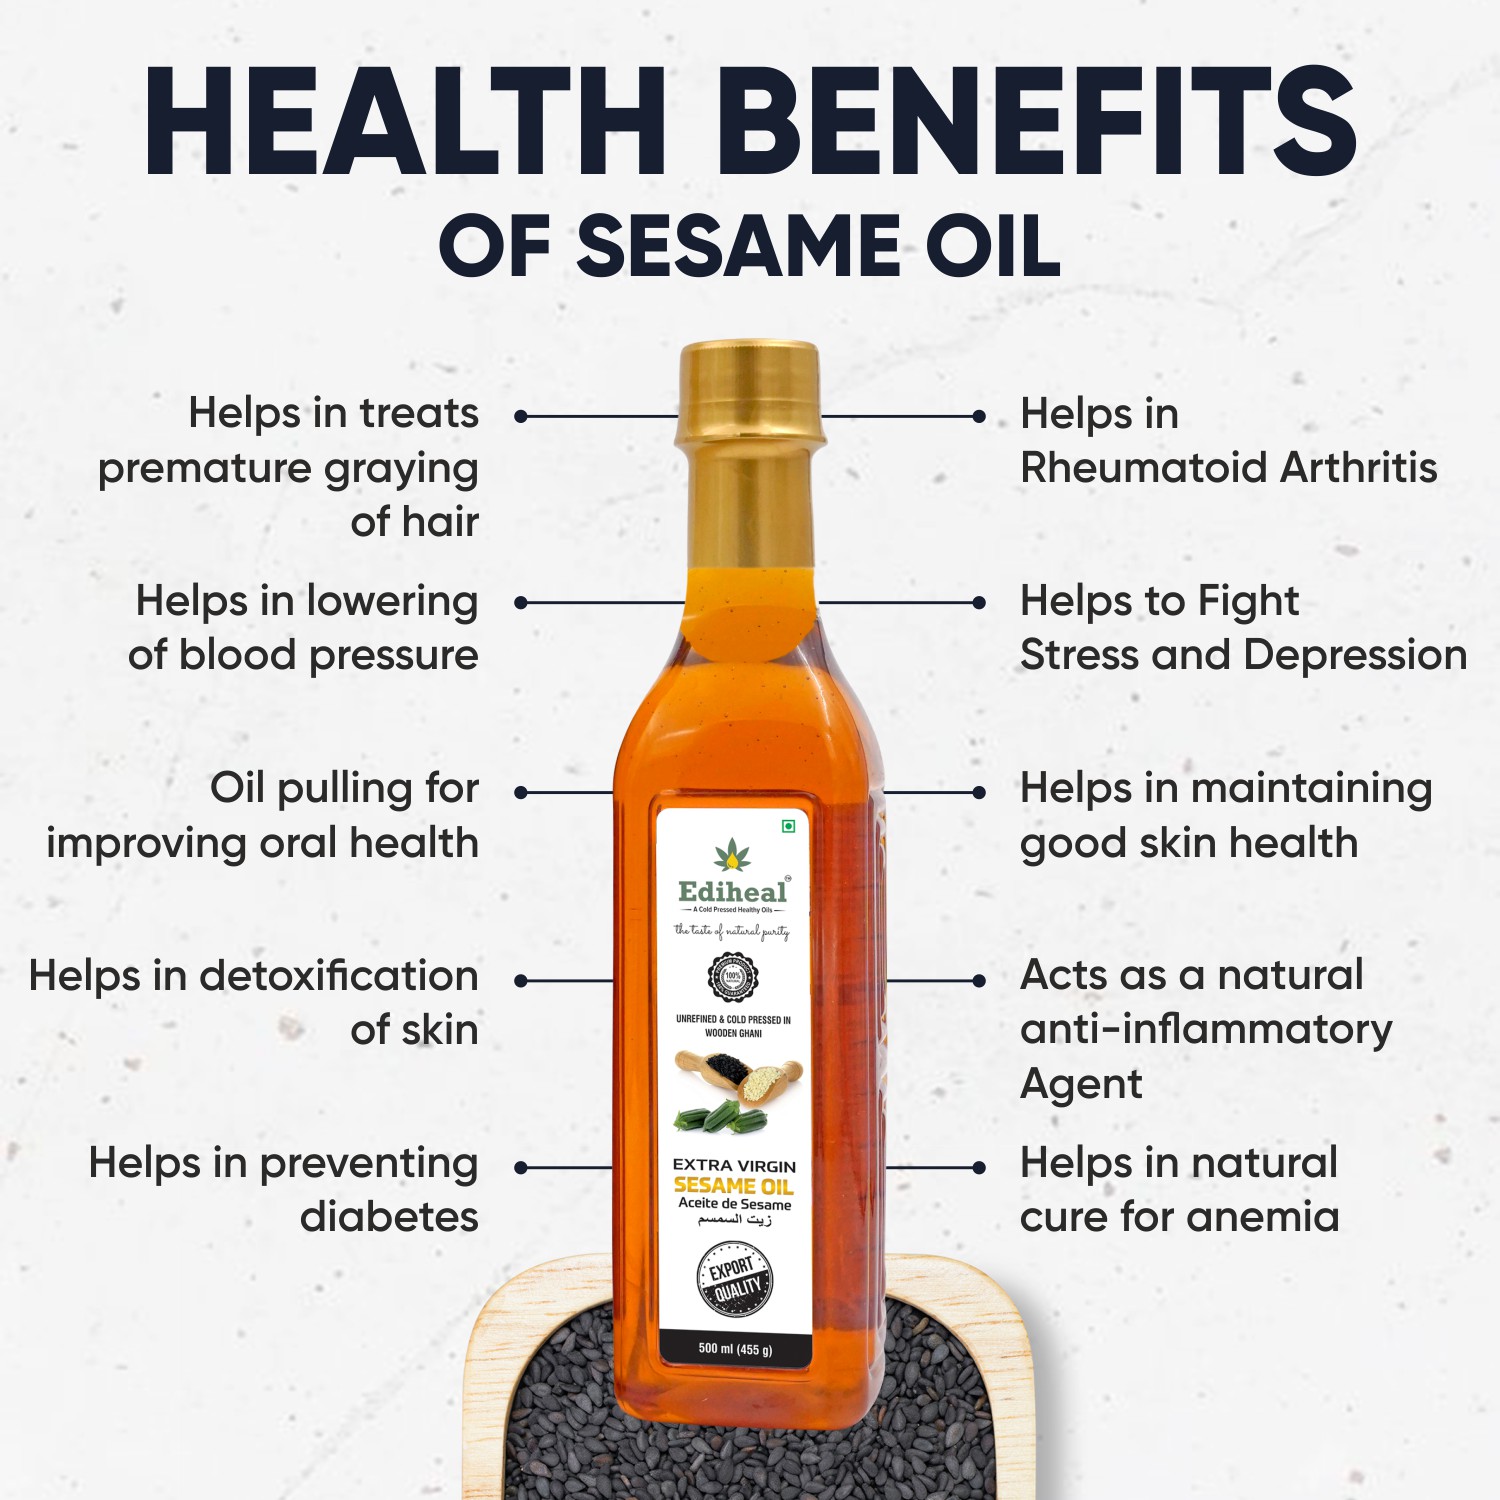 HEALTH BENEFITS
OF SESAME OIL
Helps in treats
premature graying
of hair
Helps in lowering
of blood pressure
Oil pulling for
improving oral health
Helps in detoxification
of skin
Helps in preventing
diabetes
Helps in
Rheumatoid Arthritis
Helps to Fight
Stress and Depression
Helps in maintaining
good skin health
Acts as a natural
anti-inflammatory
Agent
Helps in natural
cure for anemia
Ediheal
A Cold Pressed Healthy Oils
the taste of natural purity
100%
UNREFINED & COLD PRESSED IN
WOODEN GHANI
EXTRA VIRGIN
SESAME OIL
Aceite de Sesame
زيت السمسم
EXPORT
QUALITY
500 ml (455 g)